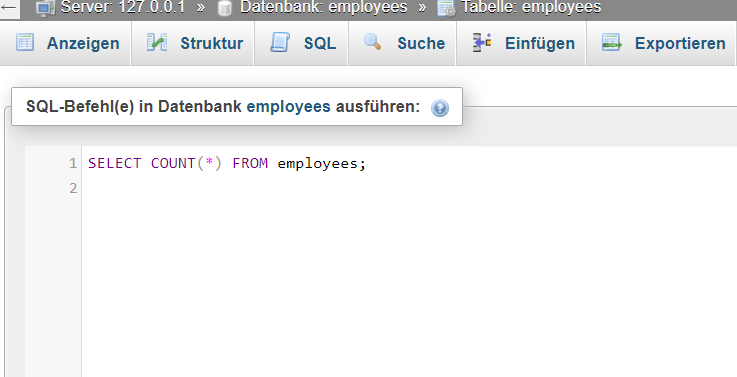 ← Server: 127.0.0.1 » Datenbank: employees » Tabelle: employees
Anzeigen Struktur SQL Suche Einfügen Exportieren
SQL-Befehl(e) in Datenbank employees ausführen: ?
1 SELECT COUNT(*) FROM employees;
2